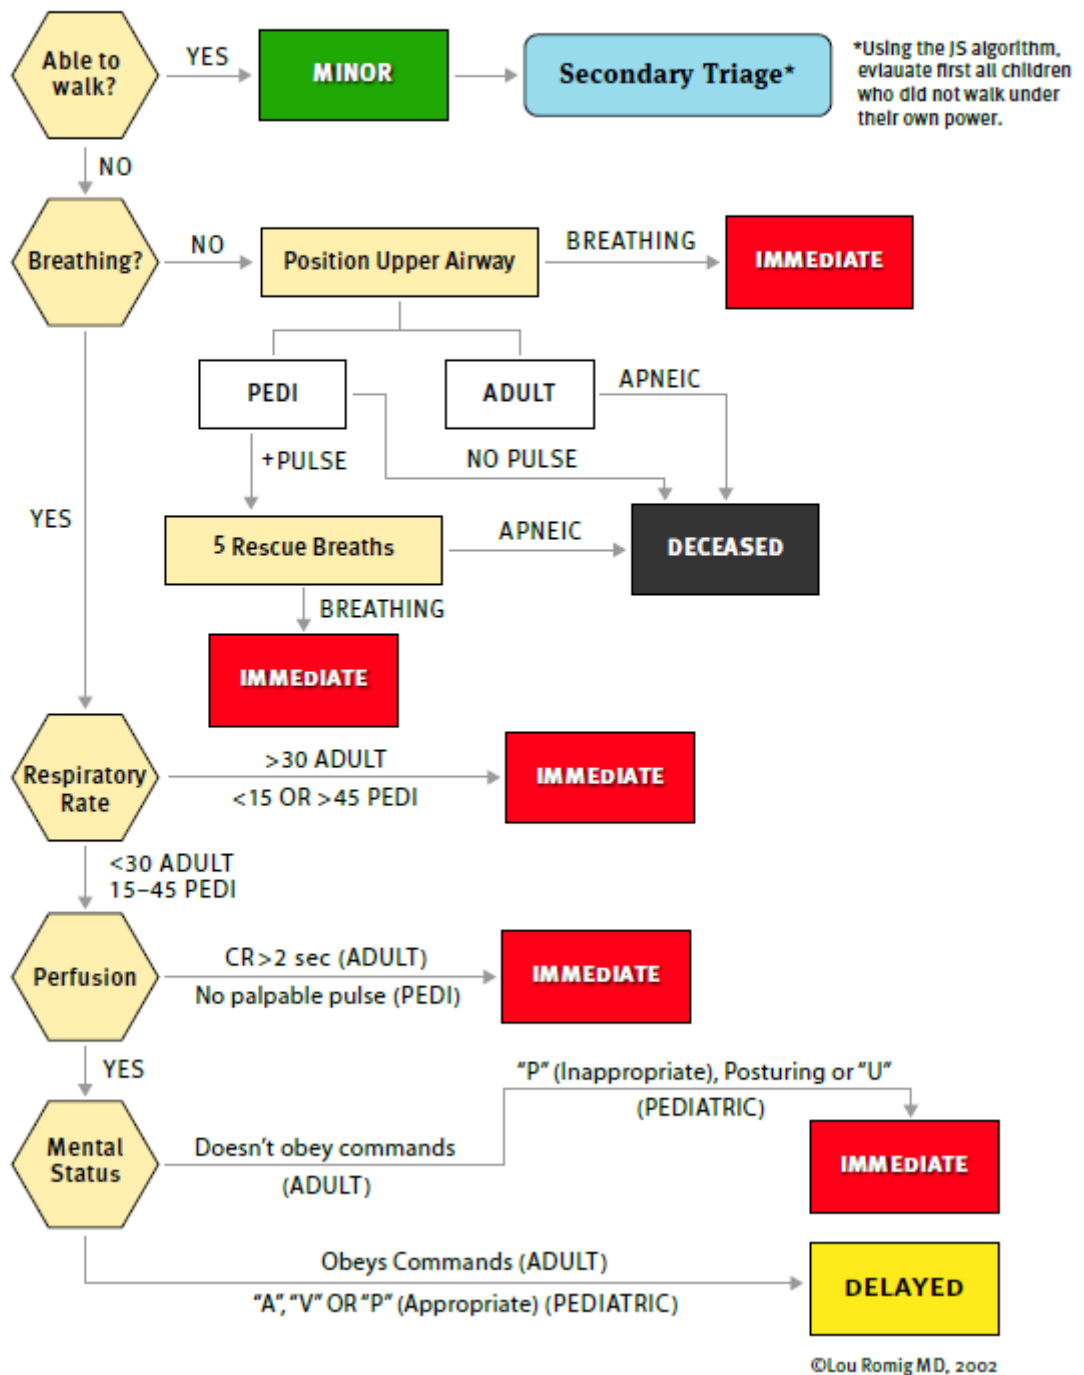 Able to
walk?
YES
MINOR
Secondary Triage*
*Using the JS algorithm,
evlauate first all children
who did not walk under
their own power.
NO
Breathing?
NO
Position Upper Airway
BREATHING
IMMEDIATE
PEDI
ADULT
APNEIC
+PULSE
NO PULSE
YES
5 Rescue Breaths
APNEIC
DECEASED
BREATHING
IMMEDIATE
Respiratory
Rate
>30 ADULT
<15 OR >45 PEDI
IMMEDIATE
<30 ADULT
15–45 PEDI
Perfusion
CR>2 sec (ADULT)
No palpable pulse (PEDI)
IMMEDIATE
YES
"P" (Inappropriate), Posturing or "U"
(PEDIATRIC)
Mental
Status
Doesn't obey commands
(ADULT)
IMMEDIATE
Obeys Commands (ADULT)
"A", "V" OR "P" (Appropriate) (PEDIATRIC)
DELAYED
©Lou Romig MD, 2002